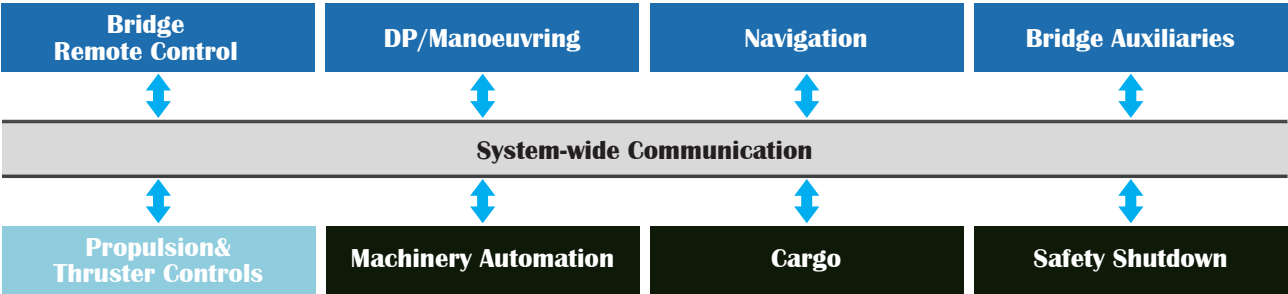 Bridge
Remote Control
DP/Manoeuvring
Navigation
Bridge Auxiliaries
System-wide Communication
Propulsion&
Thruster Controls
Machinery Automation
Cargo
Safety Shutdown